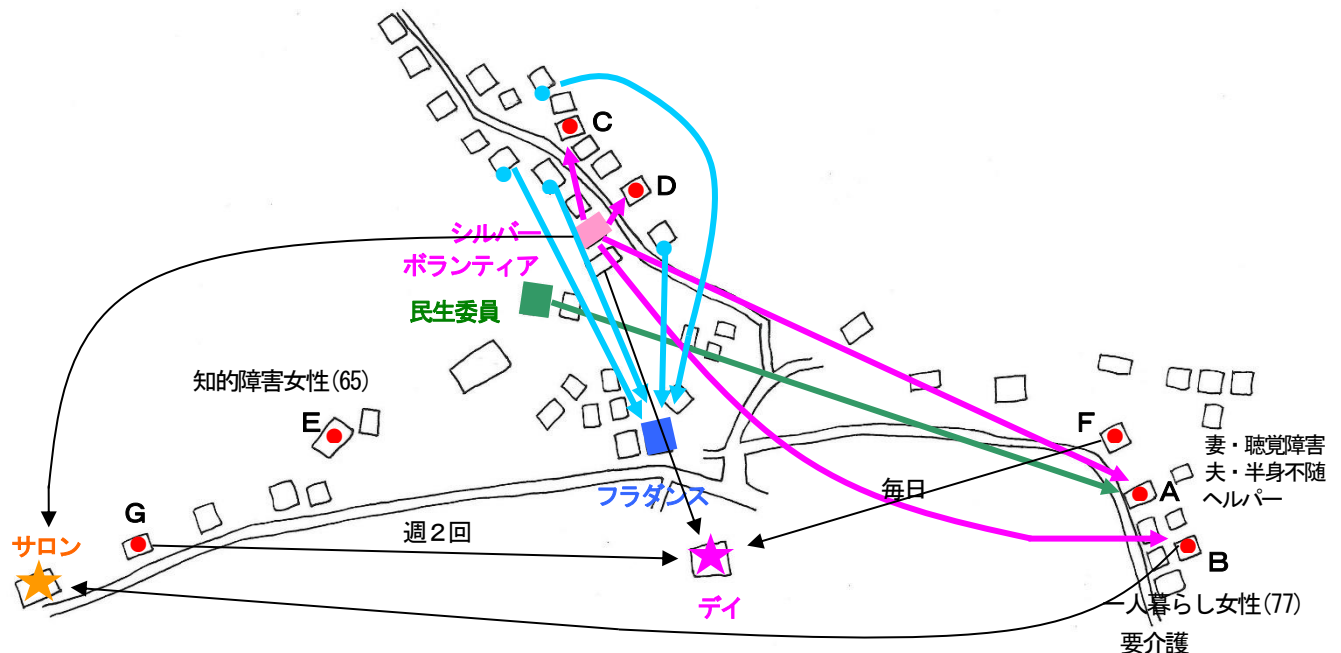 C
D
シルバー
ボランティア
民生委員
知的障害女性(65)
E
F
妻・聴覚障害
夫・半身不随
ヘルパー
A
毎日
フラダンス
G
週2回
サロン
B
デイ
一人暮らし女性(77)
要介護